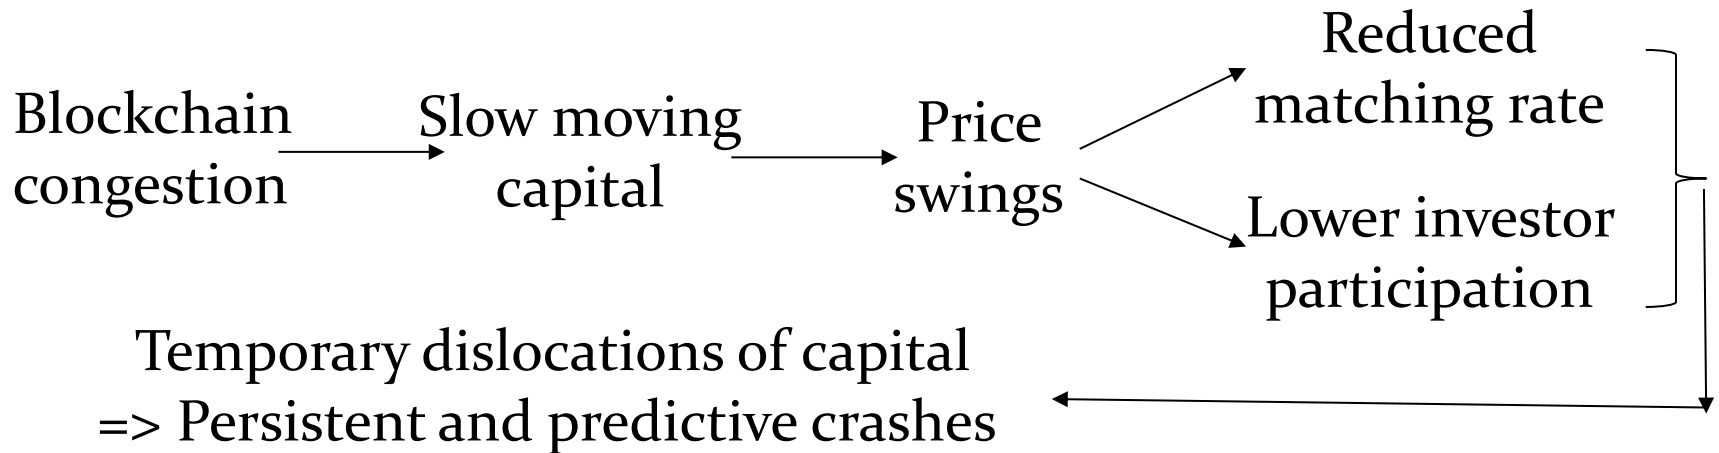 Blockchain
congestion
Slow moving
capital
Price
swings
Reduced
matching rate
Lower investor
participation
Temporary dislocations of capital
=> Persistent and predictive crashes